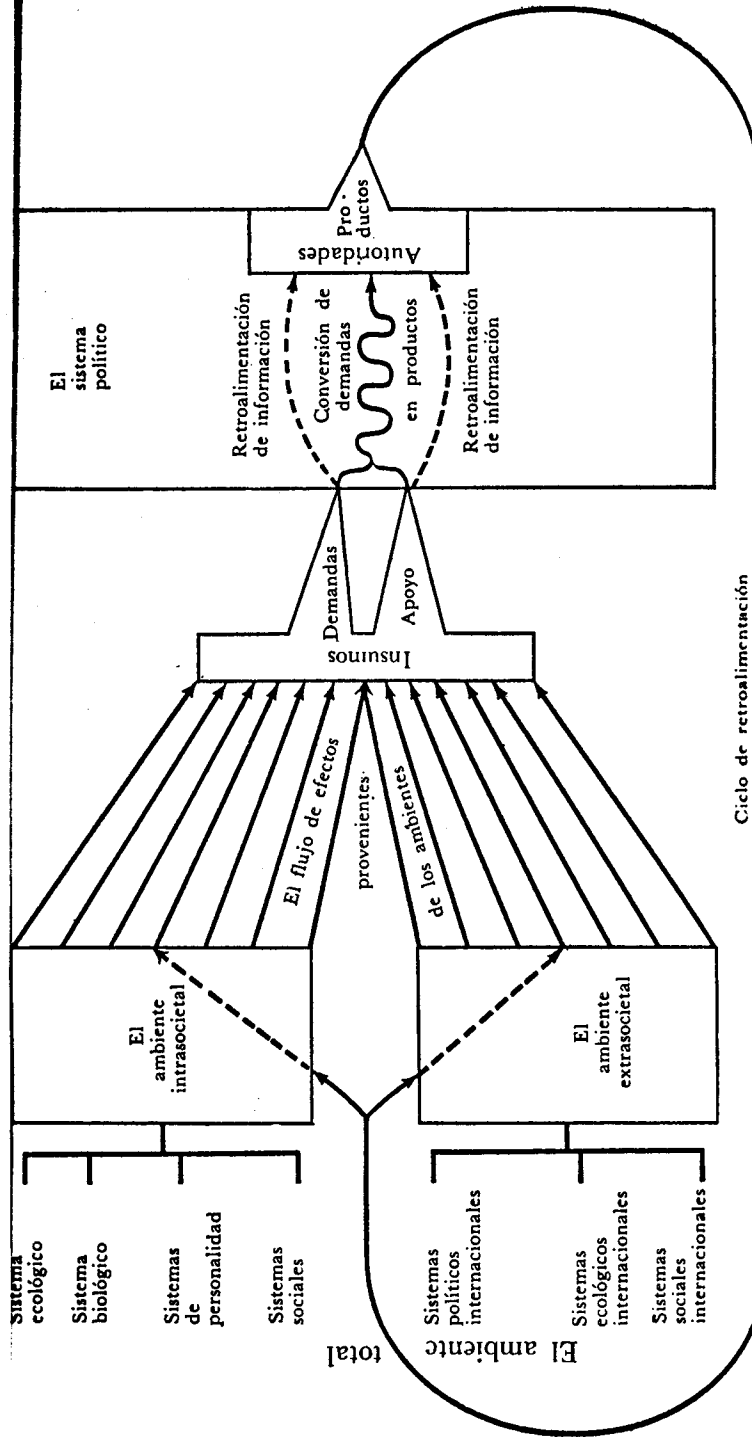 El ambiente
total
Sistema
ecológico
Sistema
biológico
Sistemas
de
personalidad
Sistemas
sociales
Sistemas
políticos
internacionales
Sistemas
ecológicos
internacionales
Sistemas
sociales
internacionales
El
ambiente
intrasocietal
El
ambiente
extrasocietal
El flujo de efectos
provenientes
de los ambientes
Insumos
Demandas
Apoyo
El
sistema
político
Retroalimentación
de información
Conversión de
demandas
en productos
Retroalimentación
de información
Autoridades
Pro-
ductos
Ciclo de retroalimentación